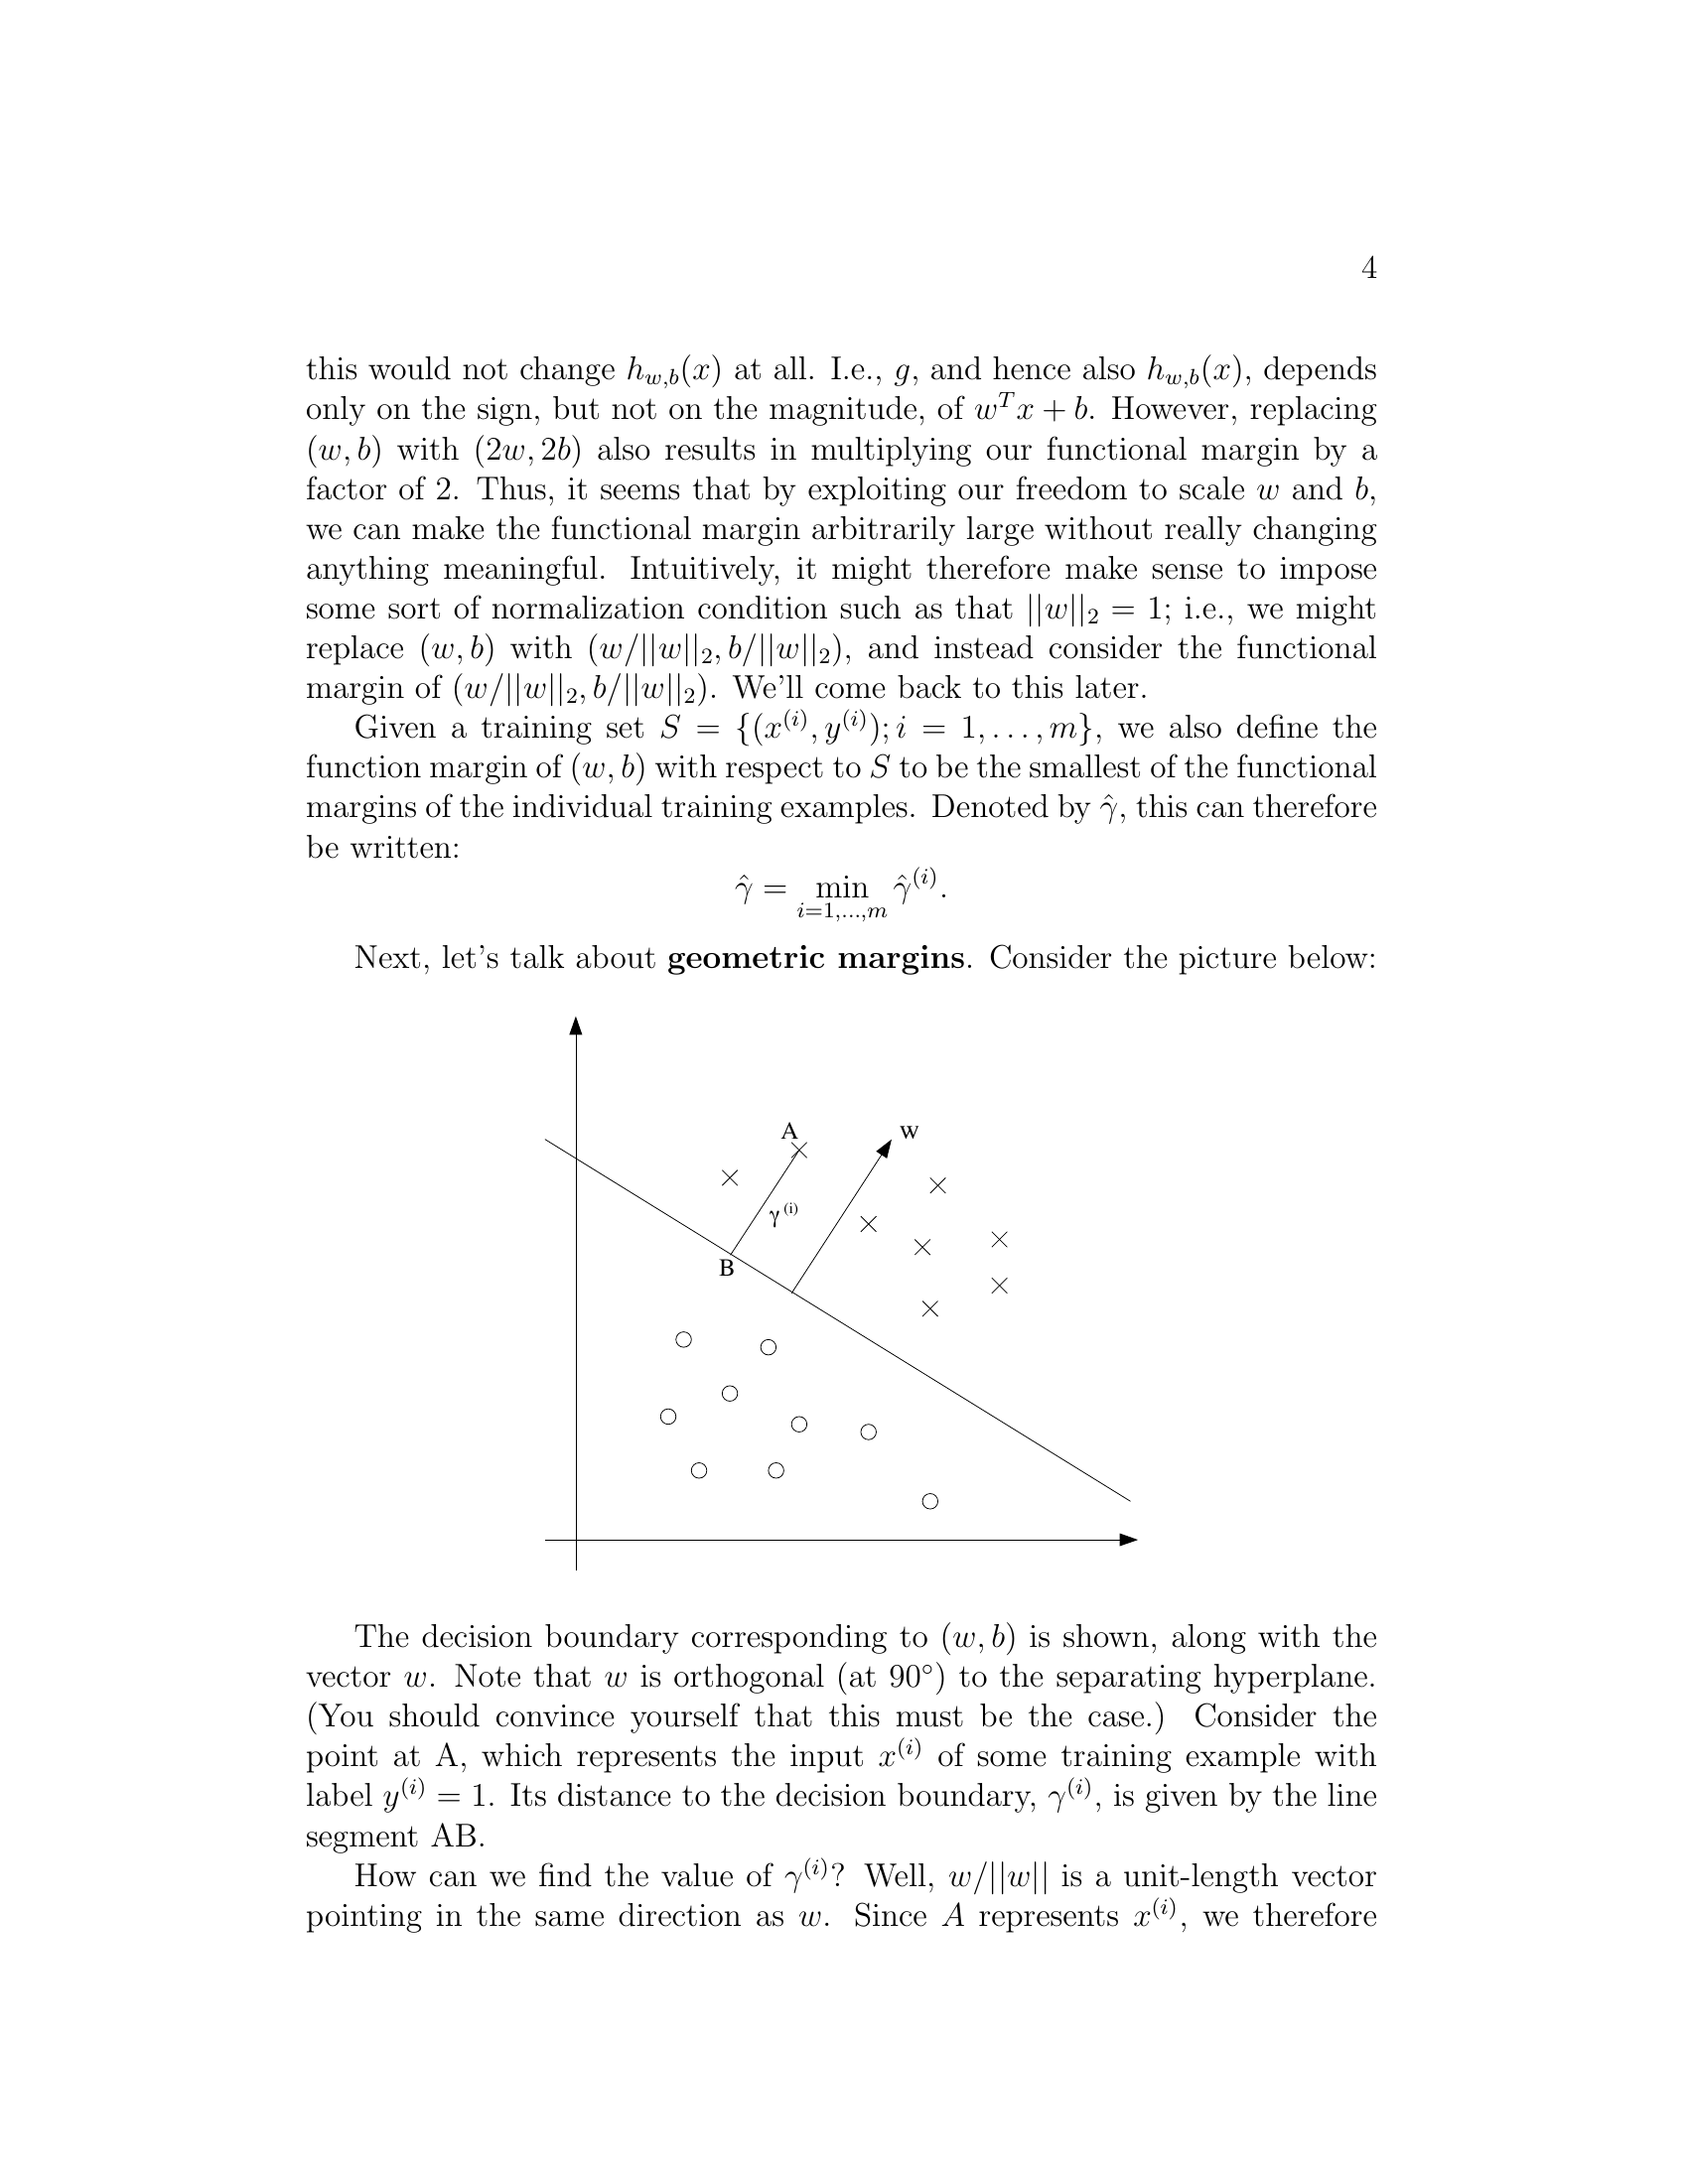 4
this would not change h_{w,b}(x) at all. I.e., g, and hence also h_{w,b}(x), depends
only on the sign, but not on the magnitude, of w^T x + b. However, replacing
(w, b) with (2w, 2b) also results in multiplying our functional margin by a
factor of 2. Thus, it seems that by exploiting our freedom to scale w and b,
we can make the functional margin arbitrarily large without really changing
anything meaningful. Intuitively, it might therefore make sense to impose
some sort of normalization condition such as that ||w||_2 = 1; i.e., we might
replace (w, b) with (w/||w||_2, b/||w||_2), and instead consider the functional
margin of (w/||w||_2, b/||w||_2). We'll come back to this later.
Given a training set S = {(x^{(i)}, y^{(i)}); i = 1, . . . , m}, we also define the
function margin of (w, b) with respect to S to be the smallest of the functional
margins of the individual training examples. Denoted by γ̂, this can therefore
be written:
γ̂ = min_{i=1,...,m} γ̂^{(i)}.
Next, let's talk about geometric margins. Consider the picture below:
A
w
γ^{(i)}
B
The decision boundary corresponding to (w, b) is shown, along with the
vector w. Note that w is orthogonal (at 90°) to the separating hyperplane.
(You should convince yourself that this must be the case.) Consider the
point at A, which represents the input x^{(i)} of some training example with
label y^{(i)} = 1. Its distance to the decision boundary, γ^{(i)}, is given by the line
segment AB.
How can we find the value of γ^{(i)}? Well, w/||w|| is a unit-length vector
pointing in the same direction as w. Since A represents x^{(i)}, we therefore